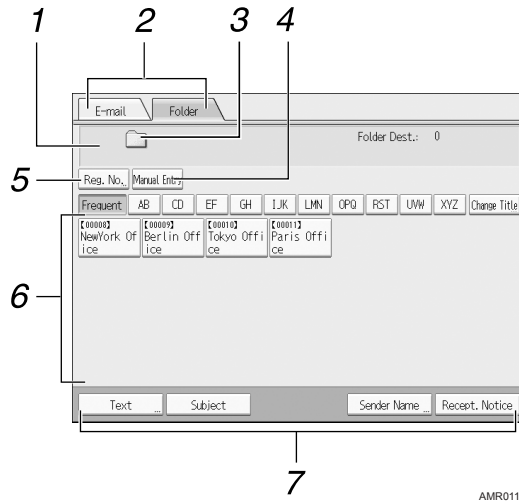 1 2 3 4
E-mail Folder
Folder Dest.: 0
5 Reg. No. Manual Entry
Frequent AB CD EF GH IJK LMN OPQ RST UVW XYZ Change Title
【00008】 【00009】 【00010】 【00011】
NewYork Of Berlin Off Tokyo Offi Paris Offi
ice ice ce ce
6
Text ... Subject Sender Name ... Recept. Notice
7
AMR011